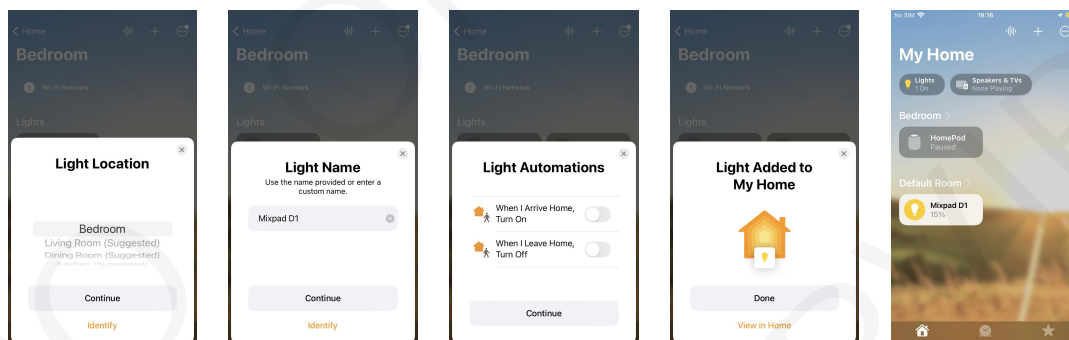 Home
Bedroom
Wi-Fi Network
Lights
Light Location
Bedroom
Living Room (Suggested)
Dining Room (Suggested)
Kitchen (Suggested)
Continue
Identify
Home
Bedroom
Wi-Fi Network
Lights
Light Name
Use the name provided or enter a
custom name.
Mixpad D1
Continue
Identify
Home
Bedroom
Wi-Fi Network
Lights
Light Automations
When I Arrive Home,
Turn On
When I Leave Home,
Turn Off
Continue
Home
Bedroom
Wi-Fi Network
Lights
Light Added to
My Home
Done
View in Home
No SIM 19:16
My Home
Lights
1 On
Speakers & TVs
None Playing
Bedroom
HomePod
Paused
Default Room
Mixpad D1
15%